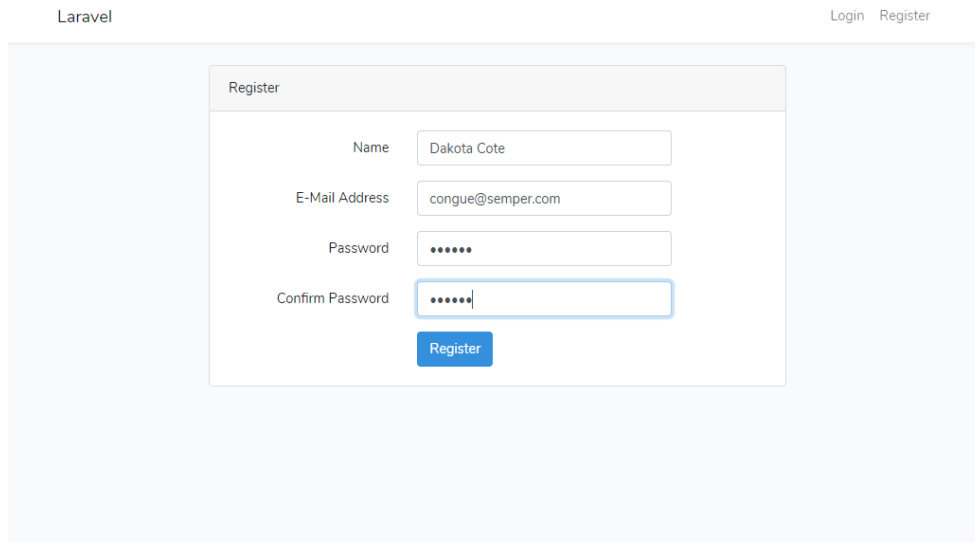 Laravel
Login Register
Register
Name Dakota Cote
E-Mail Address congue@semper.com
Password ••••••
Confirm Password ••••••
Register